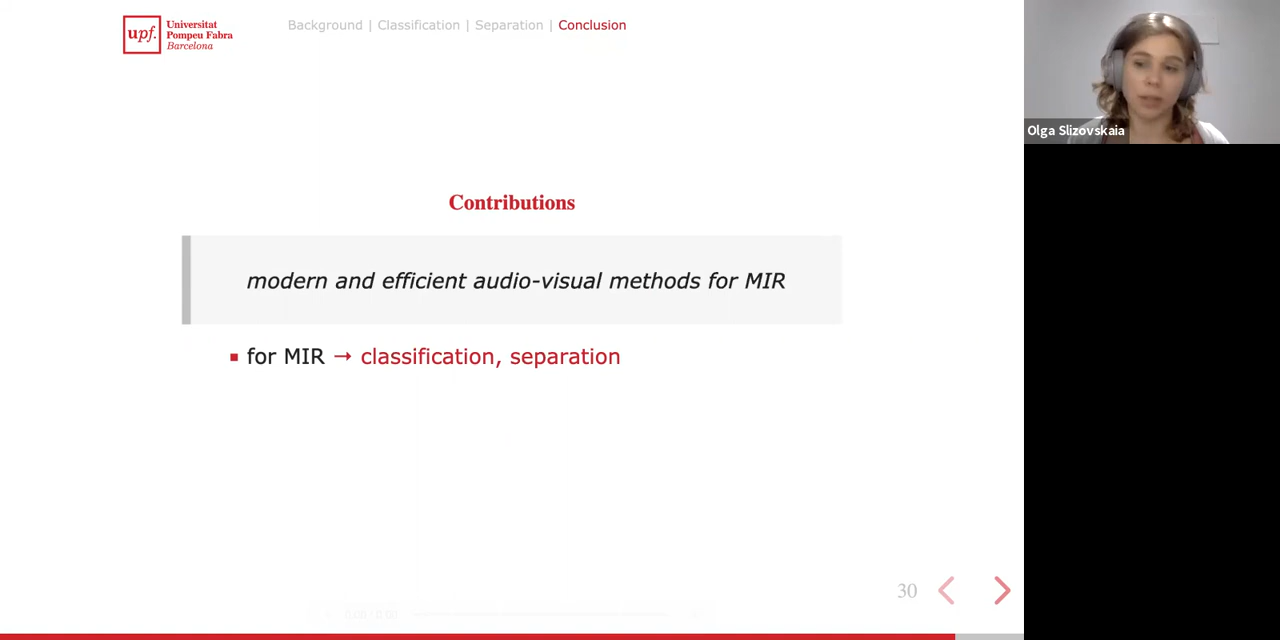 upf.
Universitat
Pompeu Fabra
Barcelona
Background | Classification | Separation | Conclusion
Olga Slizovskaia
Contributions
modern and efficient audio-visual methods for MIR
for MIR → classification, separation
30